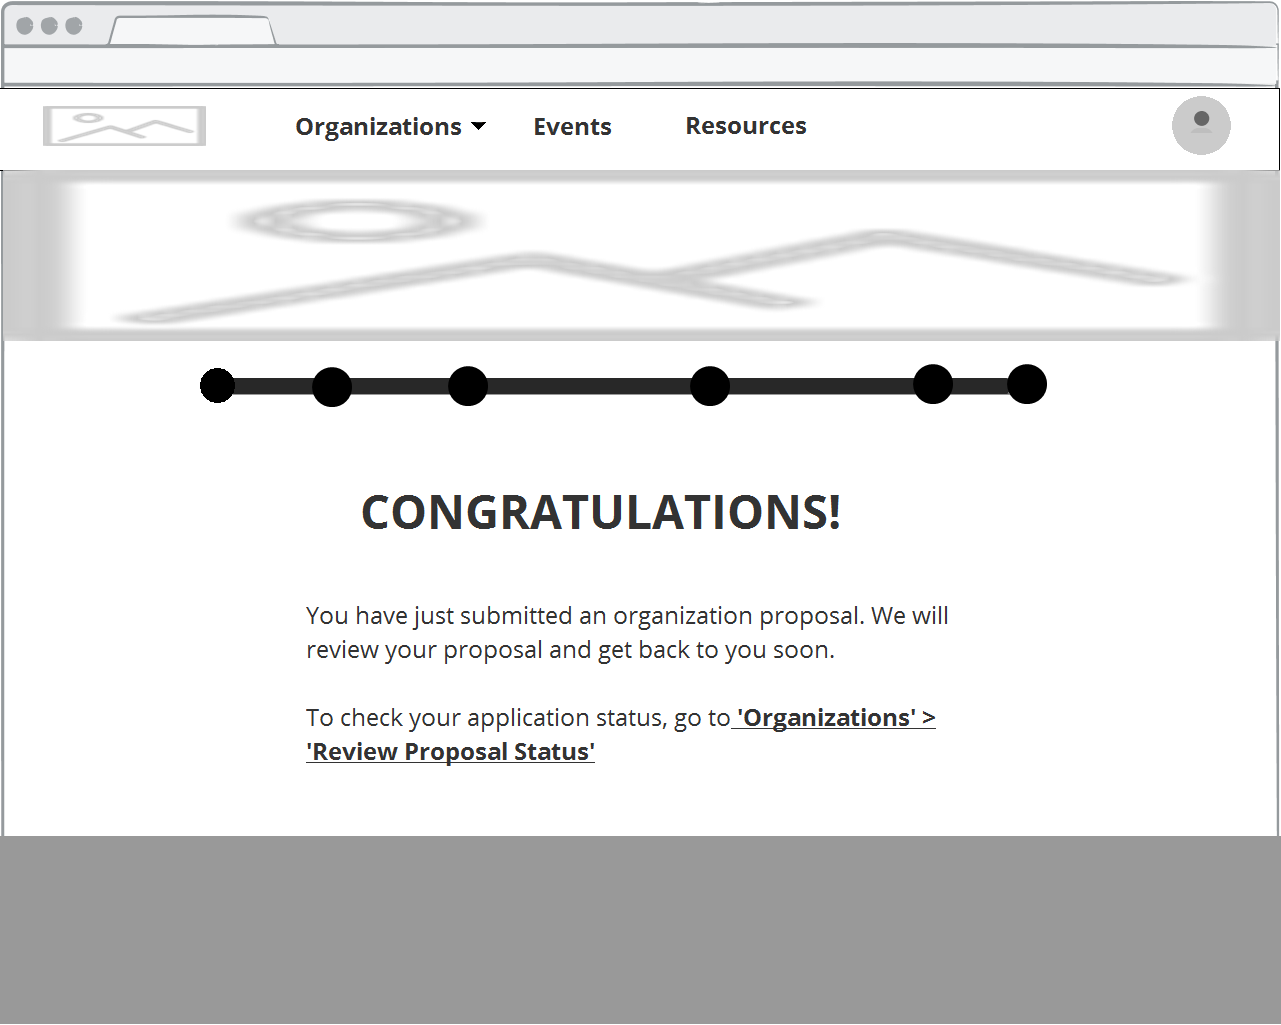 Organizations Events Resources
CONGRATULATIONS!
You have just submitted an organization proposal. We will
review your proposal and get back to you soon.
To check your application status, go to 'Organizations' >
'Review Proposal Status'